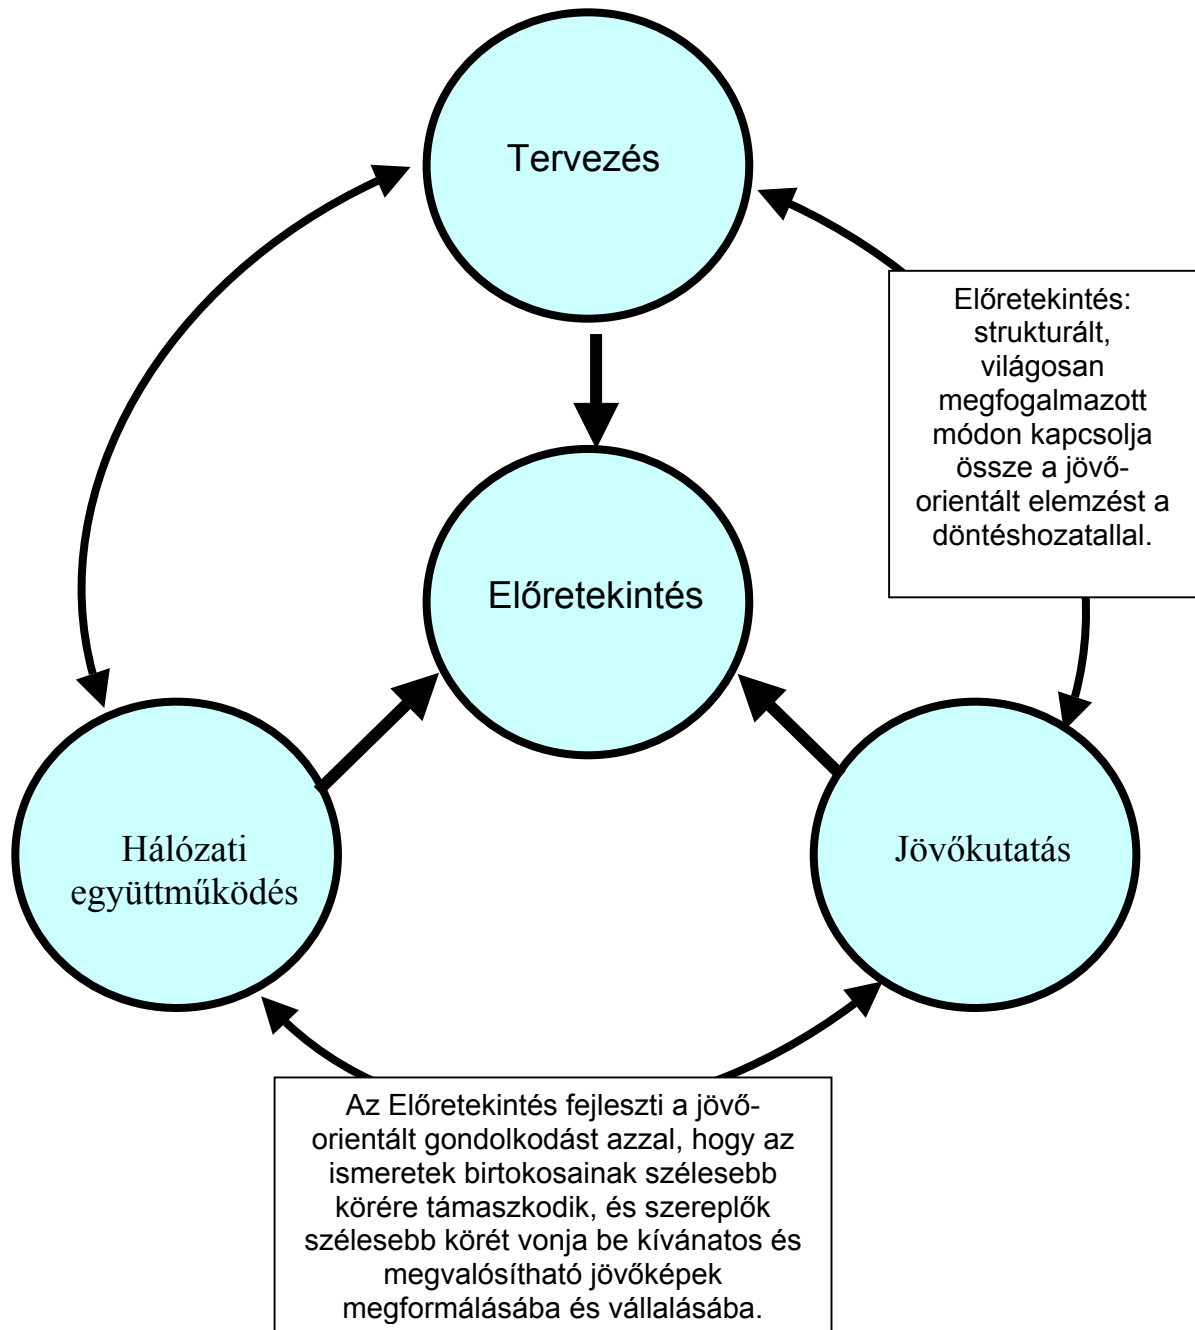 Tervezés
Előretekintés:
strukturált,
világosan
megfogalmazott
módon kapcsolja
össze a jövő-
orientált elemzést a
döntéshozatallal.
Előretekintés
Hálózati
együttműködés
Jövőkutatás
Az Előretekintés fejleszti a jövő-
orientált gondolkodást azzal, hogy az
ismeretek birtokosainak szélesebb
körére támaszkodik, és szereplők
szélesebb körét vonja be kívánatos és
megvalósítható jövőképek
megformálásába és vállalásába.